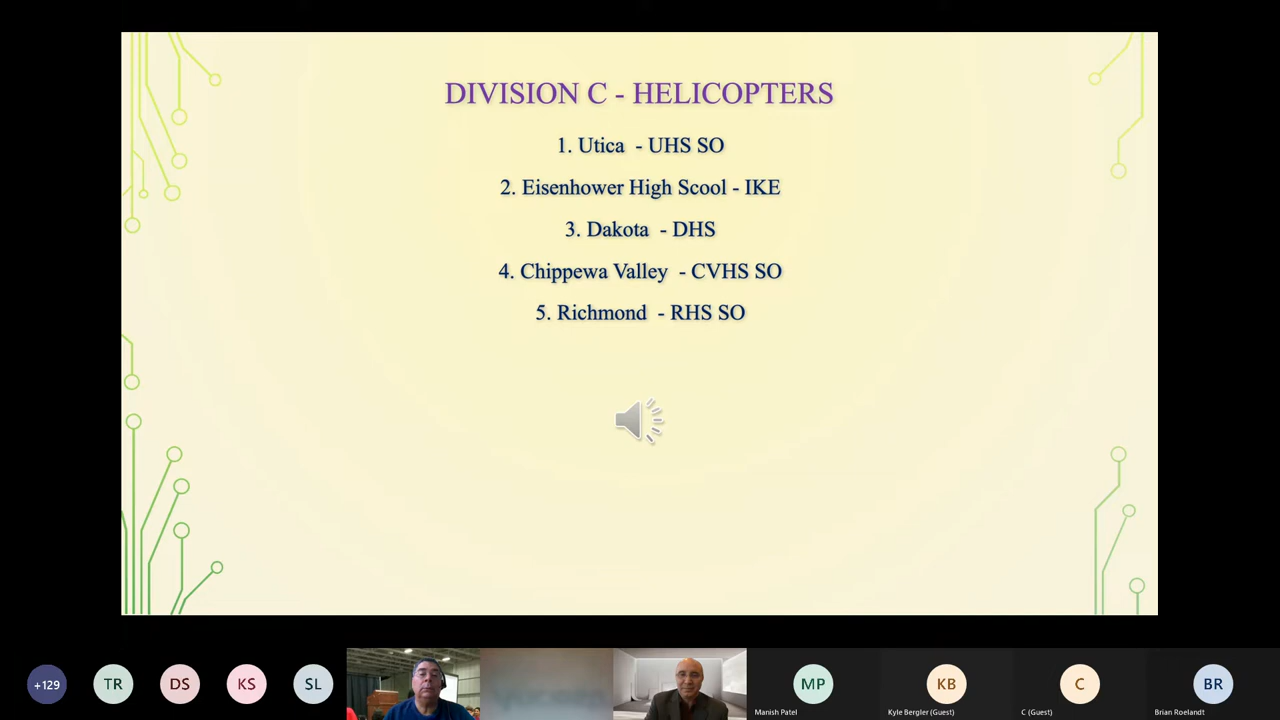 DIVISION C - HELICOPTERS
1. Utica - UHS SO
2. Eisenhower High Scool - IKE
3. Dakota - DHS
4. Chippewa Valley - CVHS SO
5. Richmond - RHS SO
+129
TR
DS
KS
SL
MP
KB
C
BR
Manish Patel
Kyle Bergler (Guest)
C (Guest)
Brian Roelandt